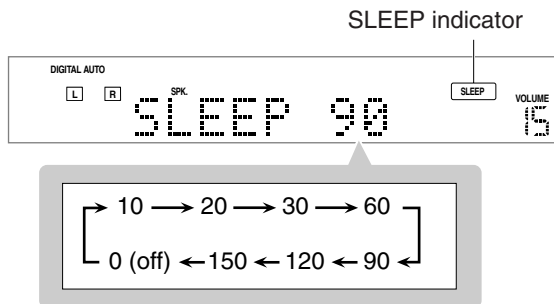 SLEEP indicator
DIGITAL AUTO
L R SPK. SLEEP VOLUME
SLEEP 90 15
10 → 20 → 30 → 60
0 (off) ← 150 ← 120 ← 90